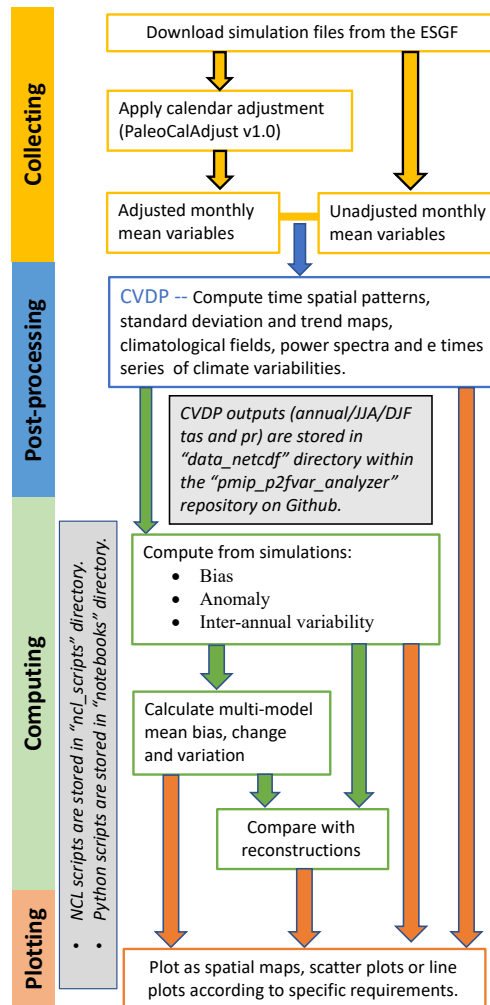 Collecting
Download simulation files from the ESGF
Apply calendar adjustment
(PaleoCalAdjust v1.0)
Adjusted monthly
mean variables
Unadjusted monthly
mean variables
Post-processing
CVDP -- Compute time spatial patterns,
standard deviation and trend maps,
climatological fields, power spectra and e times
series of climate variabilities.
CVDP outputs (annual/JJA/DJF
tas and pr) are stored in
“data_netcdf” directory within
the “pmip_p2fvar_analyzer”
repository on Github.
Computing
• NCL scripts are stored in “ncl_scripts” directory.
• Python scripts are stored in “notebooks” directory.
Compute from simulations:
• Bias
• Anomaly
• Inter-annual variability
Calculate multi-model
mean bias, change
and variation
Compare with
reconstructions
Plotting
Plot as spatial maps, scatter plots or line
plots according to specific requirements.